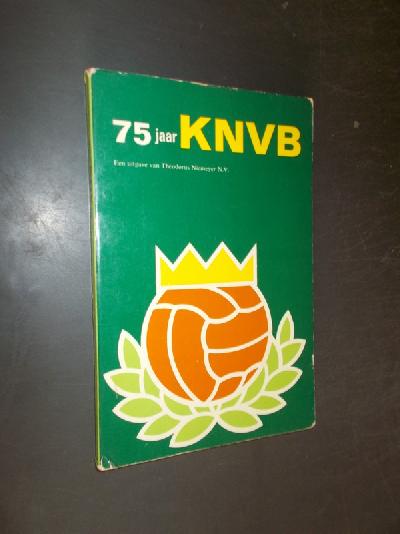 75 jaar KNVB
Een uitgave van Theodorus Niemeyer N.V.